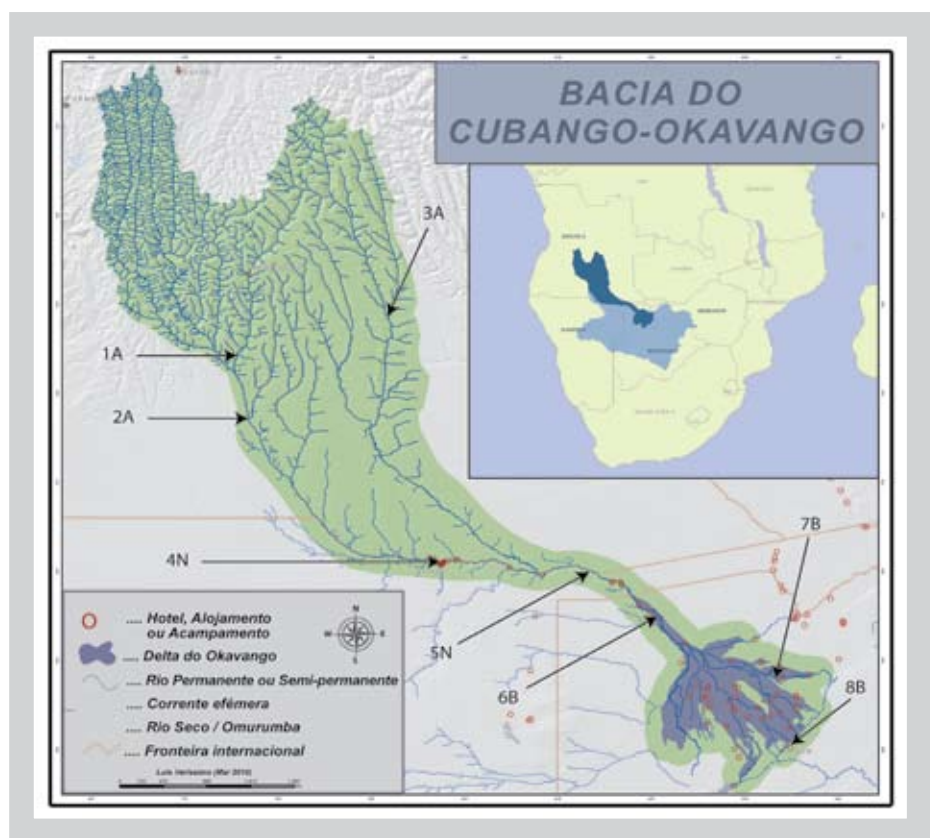 BACIA DO
CUBANGO-OKAVANGO
3A
1A
2A
4N
5N
6B
7B
8B
.... Hotel, Alojamento
ou Acampamento
.... Delta do Okavango
.... Rio Permanente ou Semi-permanente
.... Corrente efémera
.... Rio Seco / Omurumba
.... Fronteira internacional
N
W
E
S